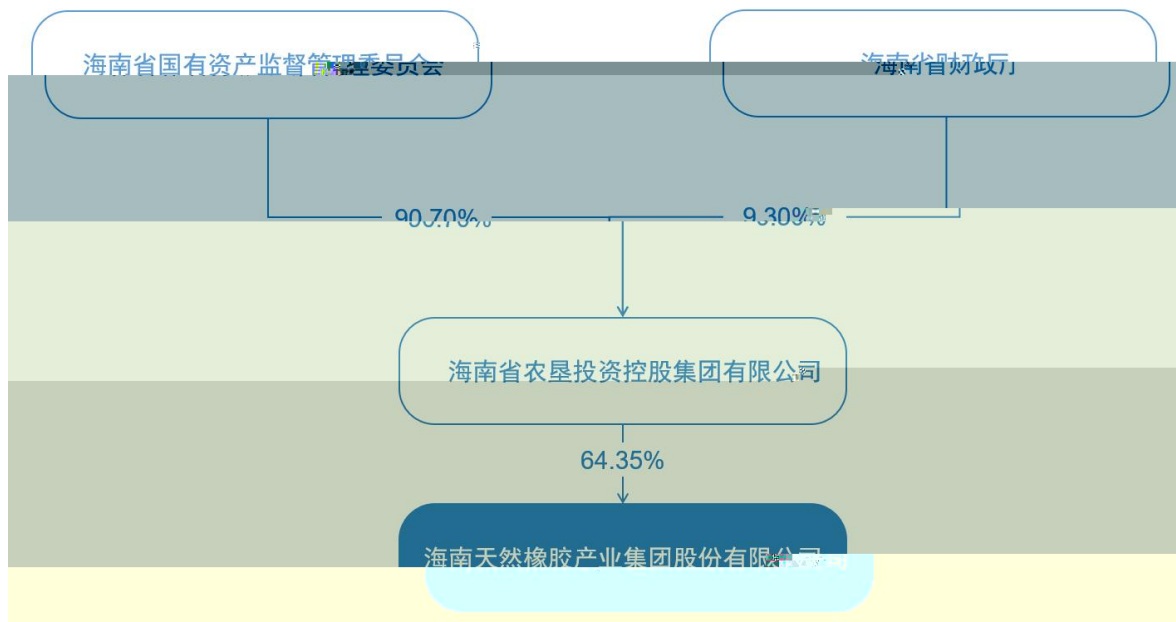 海南省国有资产监督管理委员会
海南省财政厅
90.70%
9.30%
海南省农垦投资控股集团有限公司
64.35%
海南天然橡胶产业集团股份有限公司